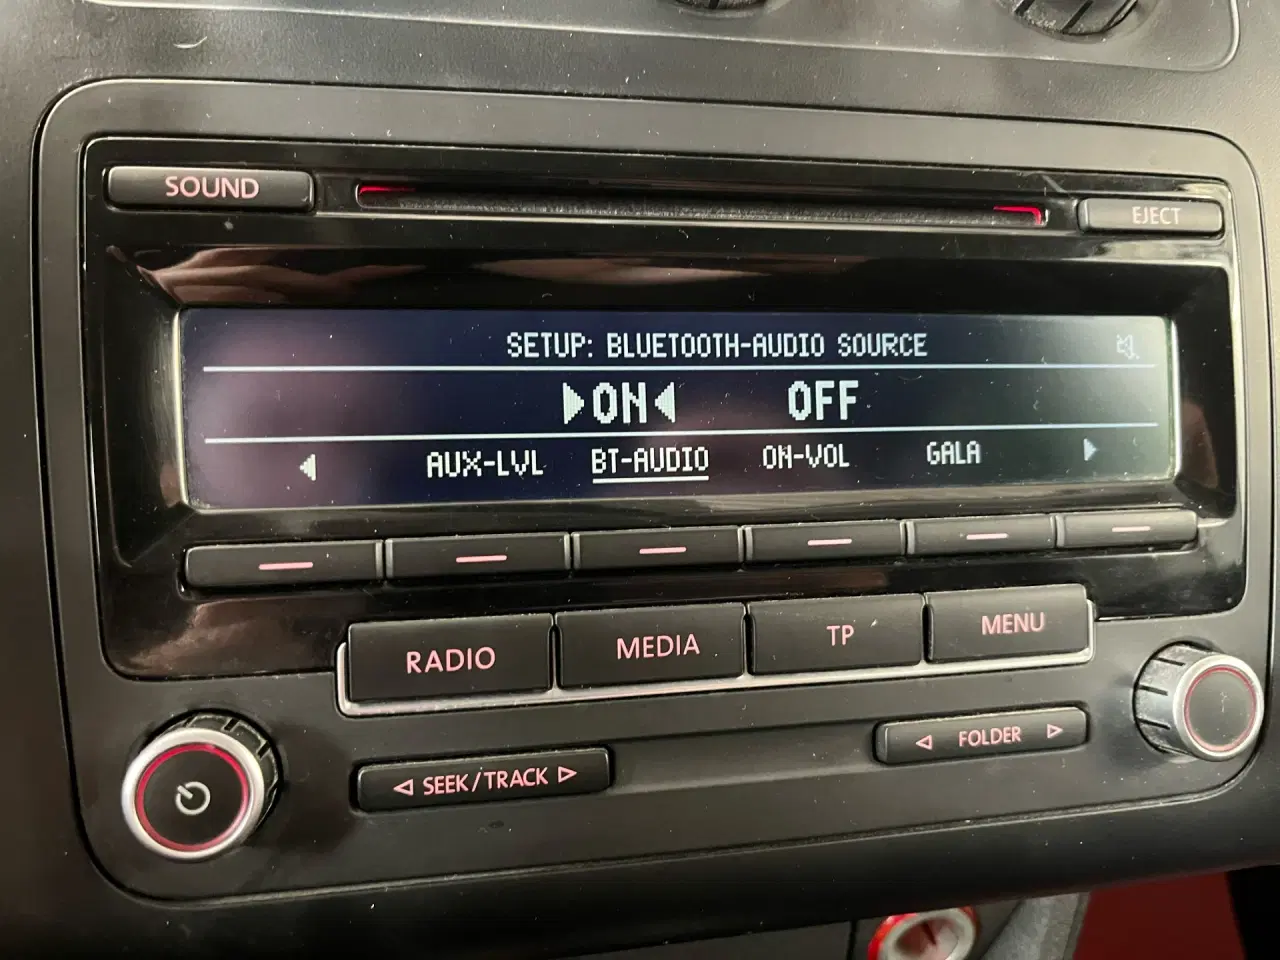 SOUND
EJECT
SETUP: BLUETOOTH-AUDIO SOURCE
ON OFF
AUX-LVL BT-AUDIO ON-VOL GALA
RADIO MEDIA TP MENU
SEEK/TRACK
FOLDER